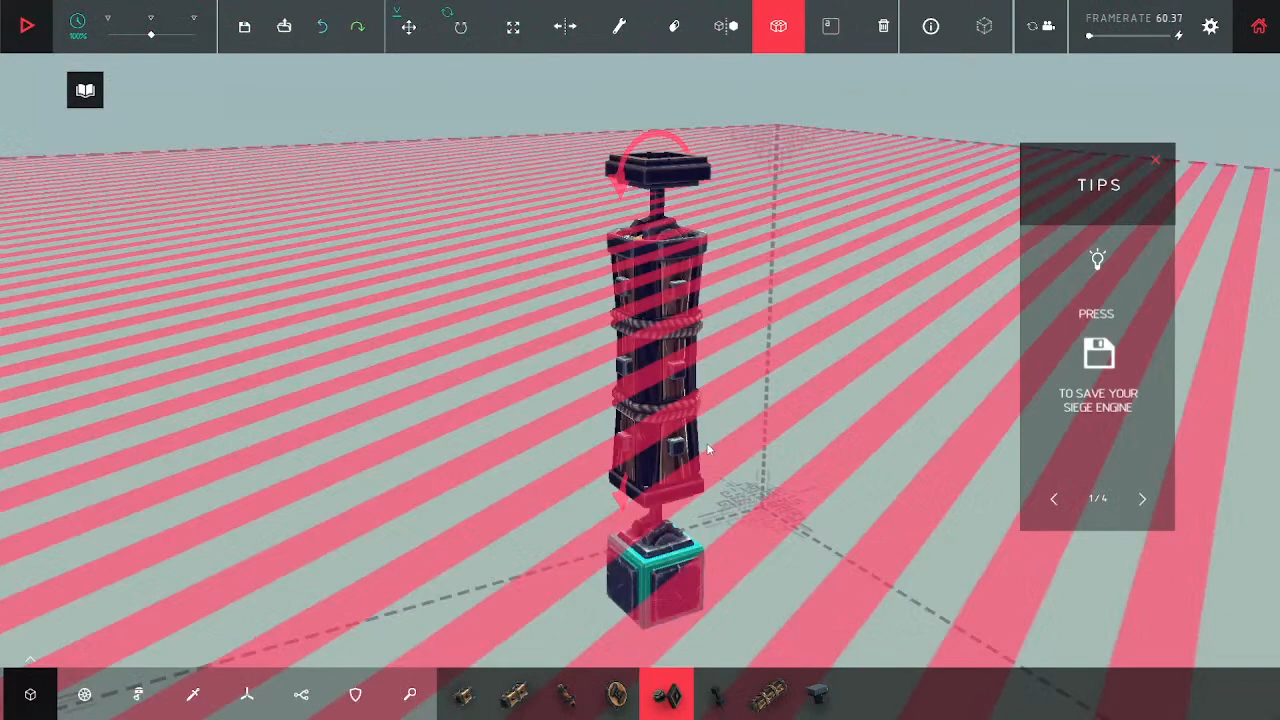 100%
FRAMERATE 60.37
TIPS
PRESS
TO SAVE YOUR
SIEGE ENGINE
1/4